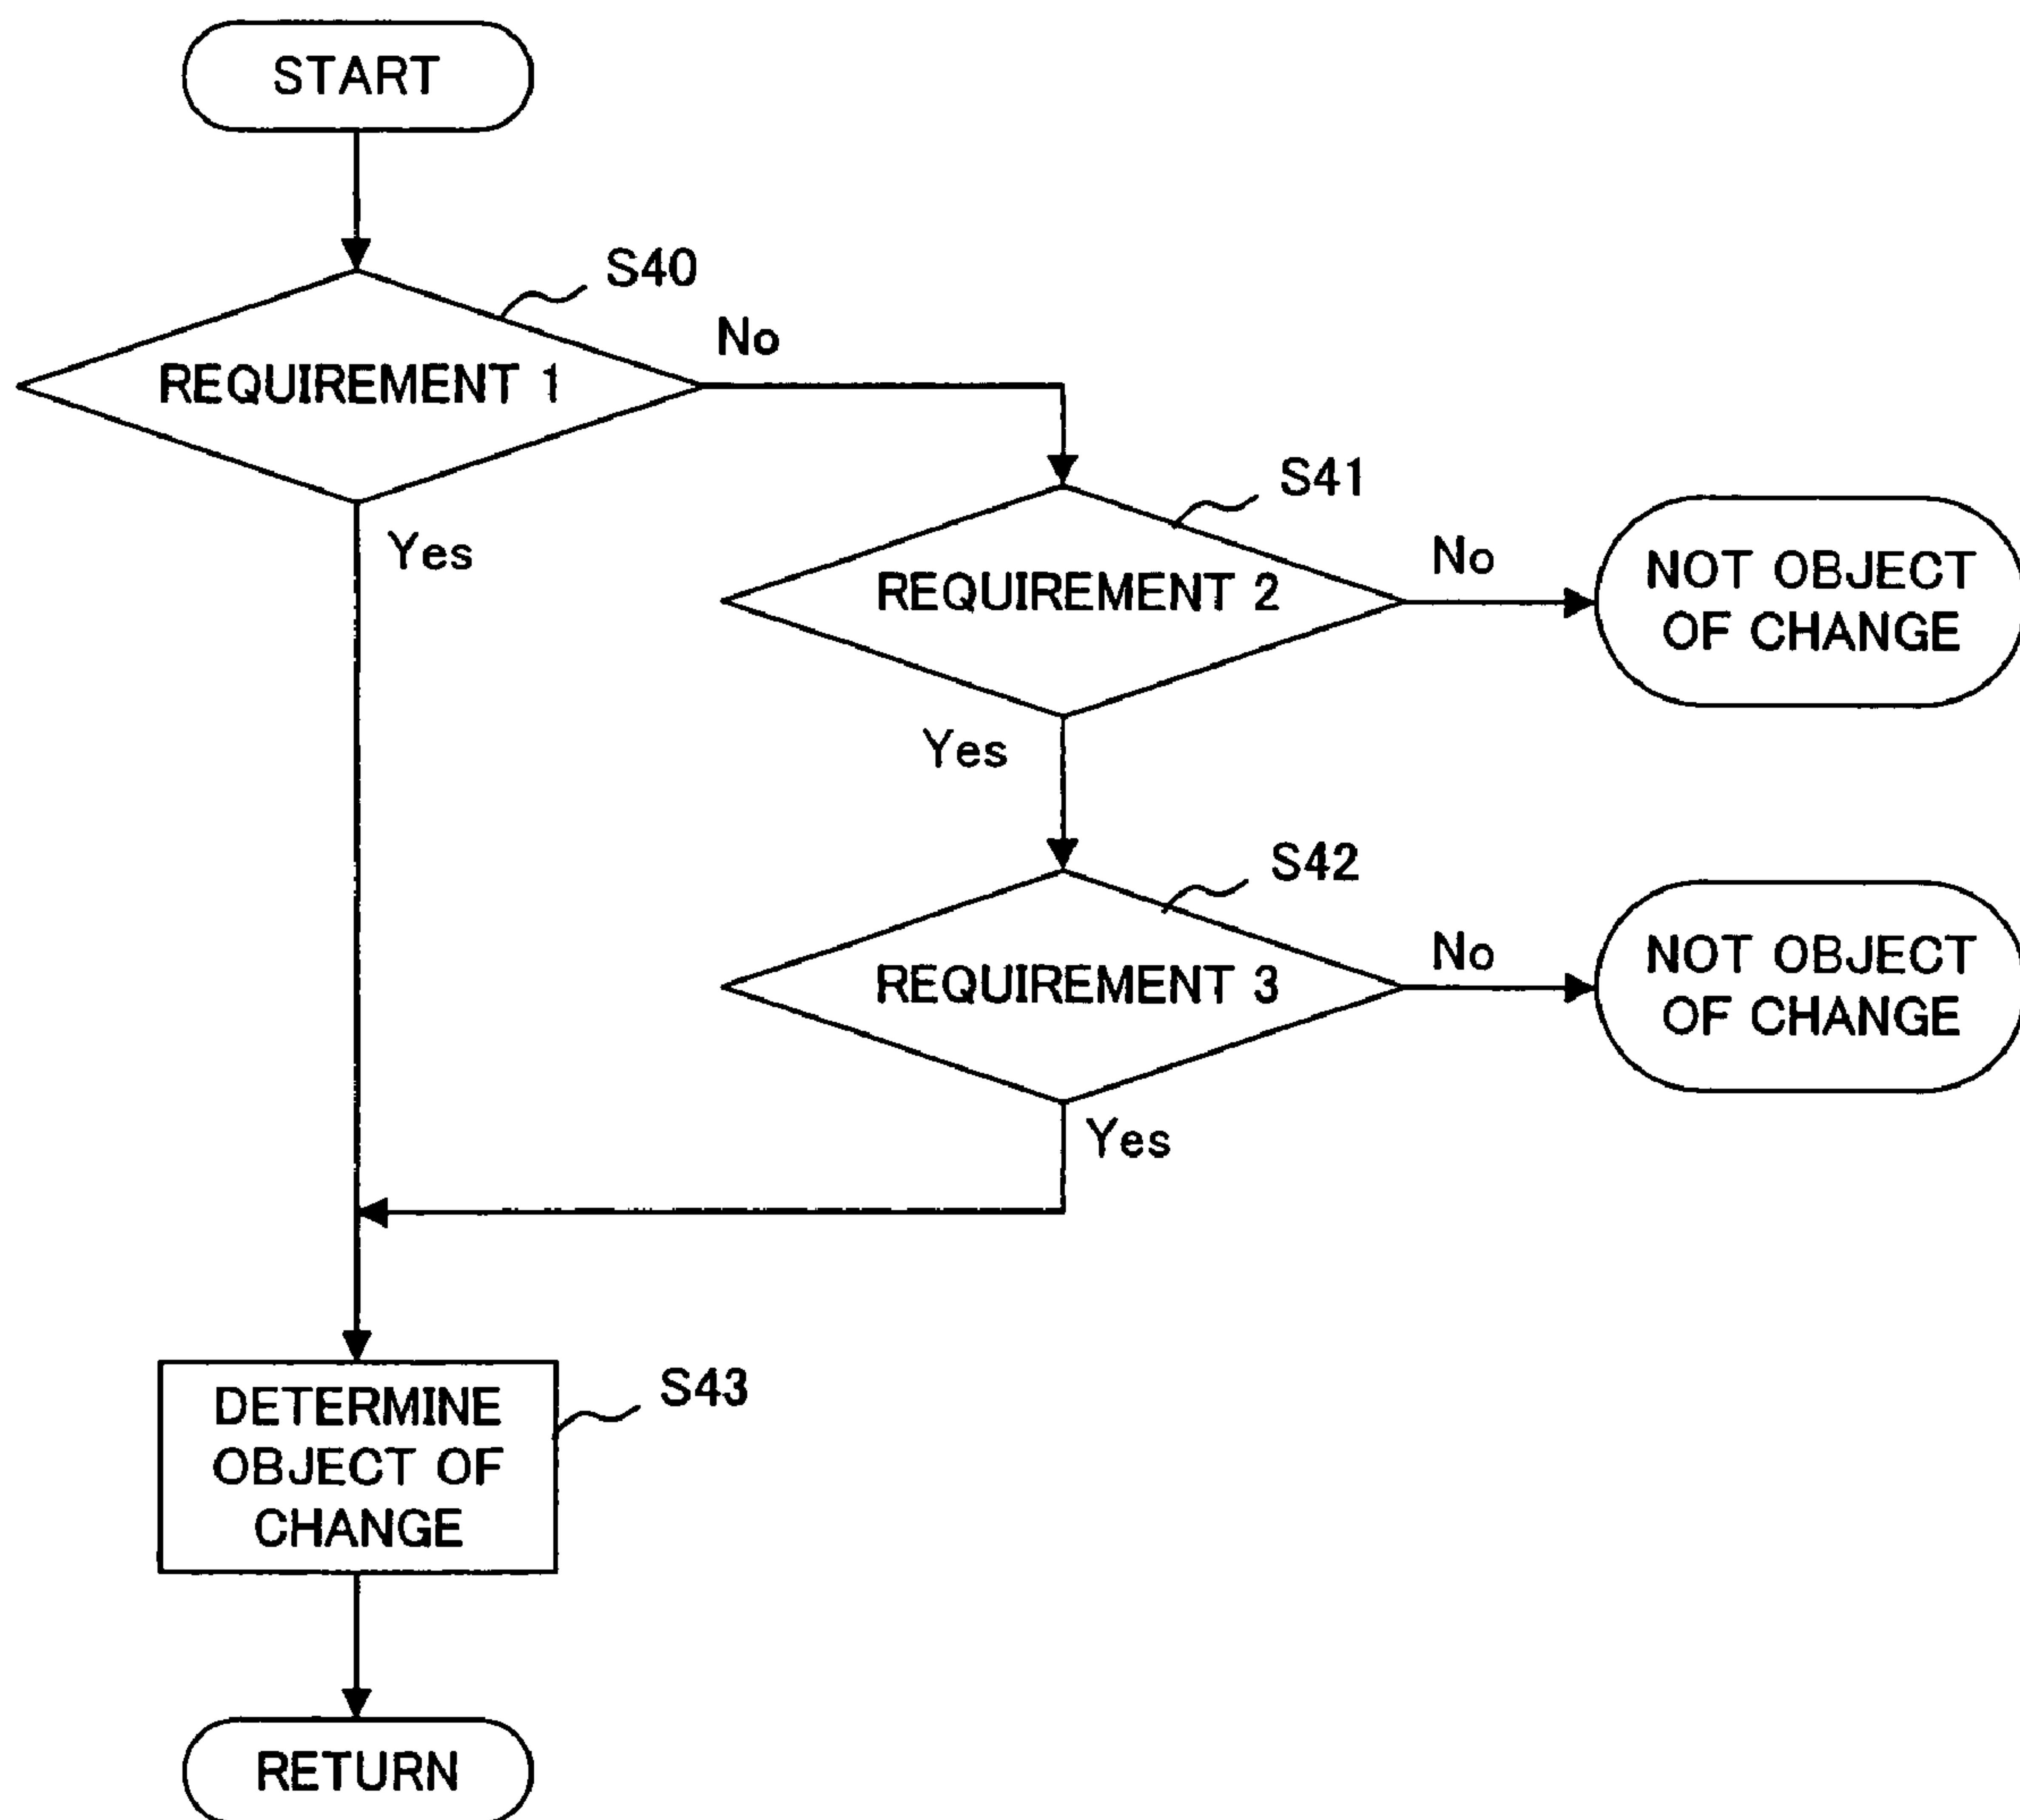 START
S40
No
REQUIREMENT 1
Yes
S41
No
REQUIREMENT 2
NOT OBJECT
OF CHANGE
Yes
S42
No
REQUIREMENT 3
NOT OBJECT
OF CHANGE
Yes
S43
DETERMINE
OBJECT OF
CHANGE
RETURN